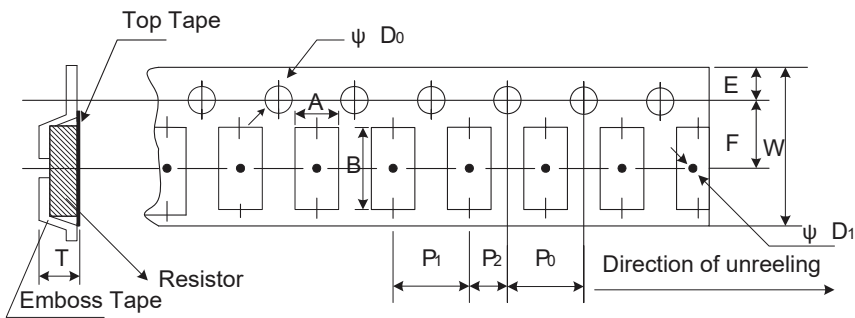 Top Tape
ψ D0
A
B
E
F
W
T
Resistor
Emboss Tape
P1
P2
P0
ψ D1
Direction of unreeling